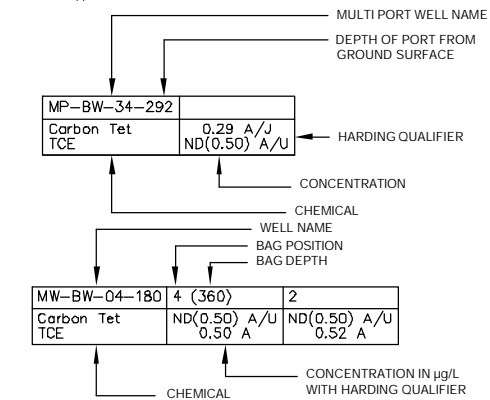 MULTI PORT WELL NAME
DEPTH OF PORT FROM
GROUND SURFACE
MP-BW-34-292
Carbon Tet 0.29 A/J
TCE ND(0.50) A/U
HARDING QUALIFIER
CONCENTRATION
CHEMICAL
WELL NAME
BAG POSITION
BAG DEPTH
MW-BW-04-180 4 (360) 2
Carbon Tet ND(0.50) A/U ND(0.50) A/U
TCE 0.50 A 0.52 A
CONCENTRATION IN µg/L
WITH HARDING QUALIFIER
CHEMICAL